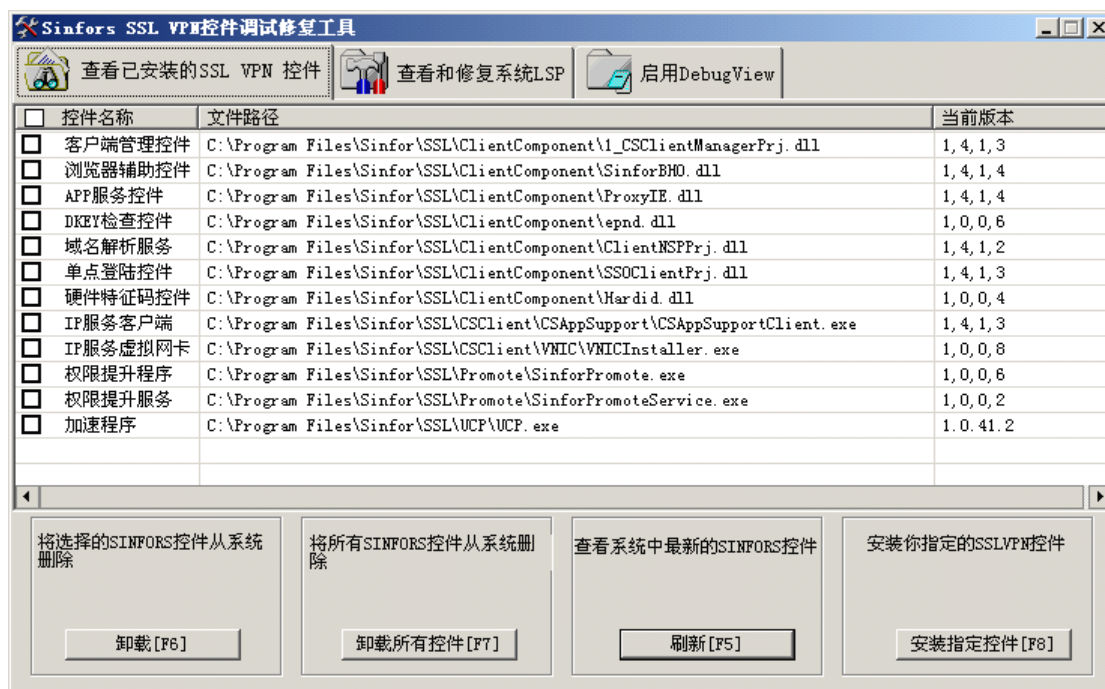 Sinfors SSL VPN控件调试修复工具
查看已安装的SSL VPN 控件 查看和修复系统LSP 启用DebugView
控件名称 文件路径 当前版本
客户端管理控件 C:\Program Files\Sinfor\SSL\ClientComponent\1_CSClientManagerPrj.dll 1,4,1,3
浏览器辅助控件 C:\Program Files\Sinfor\SSL\ClientComponent\SinforBHO.dll 1,4,1,4
APP服务控件 C:\Program Files\Sinfor\SSL\ClientComponent\ProxyIE.dll 1,4,1,4
DKEY检查控件 C:\Program Files\Sinfor\SSL\ClientComponent\epnd.dll 1,0,0,6
域名解析服务 C:\Program Files\Sinfor\SSL\ClientComponent\ClientNSPPrj.dll 1,4,1,2
单点登陆控件 C:\Program Files\Sinfor\SSL\ClientComponent\SSOClientPrj.dll 1,4,1,3
硬件特征码控件 C:\Program Files\Sinfor\SSL\ClientComponent\Hardid.dll 1,0,0,4
IP服务客户端 C:\Program Files\Sinfor\SSL\CSClient\CSAppSupport\CSAppSupportClient.exe 1,4,1,3
IP服务虚拟网卡 C:\Program Files\Sinfor\SSL\CSClient\VNIC\VNICInstaller.exe 1,0,0,8
权限提升程序 C:\Program Files\Sinfor\SSL\Promote\SinforPromote.exe 1,0,0,6
权限提升服务 C:\Program Files\Sinfor\SSL\Promote\SinforPromoteService.exe 1,0,0,2
加速程序 C:\Program Files\Sinfor\SSL\UCP\UCP.exe 1.0.41.2
将选择的SINFORS控件从系统
删除
卸载[F6]
将所有SINFORS控件从系统删
除
卸载所有控件[F7]
查看系统中最新的SINFORS控件
刷新[F5]
安装你指定的SSLVPN控件
安装指定控件[F8]